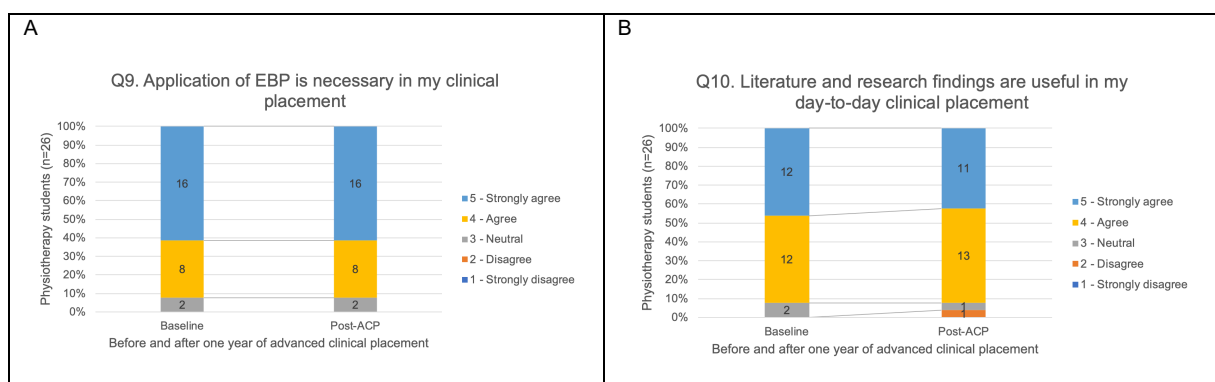 A
Q9. Application of EBP is necessary in my clinical
placement
Physiotherapy students (n=26)
100%
90%
80%
70%
60%
50%
40%
30%
20%
10%
0%
16
16
8
8
2
2
Baseline
Post-ACP
Before and after one year of advanced clinical placement
5 - Strongly agree
4 - Agree
3 - Neutral
2 - Disagree
1 - Strongly disagree
B
Q10. Literature and research findings are useful in my
day-to-day clinical placement
Physiotherapy students (n=26)
100%
90%
80%
70%
60%
50%
40%
30%
20%
10%
0%
12
11
12
13
2
1
1
Baseline
Post-ACP
Before and after one year of advanced clinical placement
5 - Strongly agree
4 - Agree
3 - Neutral
2 - Disagree
1 - Strongly disagree